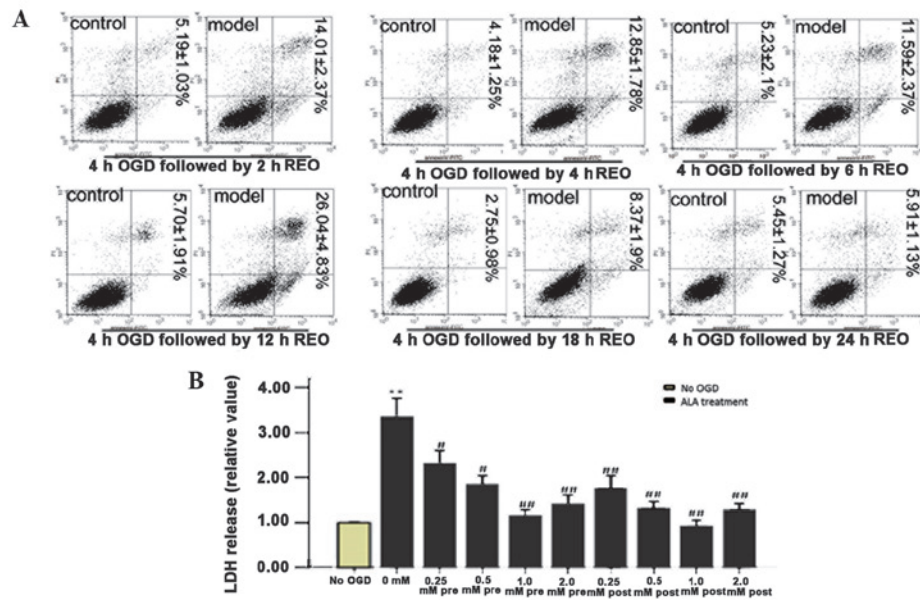 A
control
5.19±1.03%
model
14.01±2.37%
control
4.18±1.25%
model
12.85±1.78%
control
5.23±2.1%
model
11.59±2.37%
4 h OGD followed by 2 h REO
4 h OGD followed by 4 h REO
4 h OGD followed by 6 h REO
control
5.70±1.91%
model
26.04±4.83%
control
2.75±0.98%
model
8.37±1.9%
control
5.45±1.27%
model
5.91±1.13%
4 h OGD followed by 12 h REO
4 h OGD followed by 18 h REO
4 h OGD followed by 24 h REO
B
No OGD
ALA treatment
LDH release (relative value)
4.00
3.00
2.00
1.00
0.00
** # # ## ## ## ## ## ##
No OGD 0 mM 0.25 0.5 1.0 2.0 0.25 0.5 1.0 2.0
mM pre mM pre mM pre mM pre mM post mM post mM post mM post